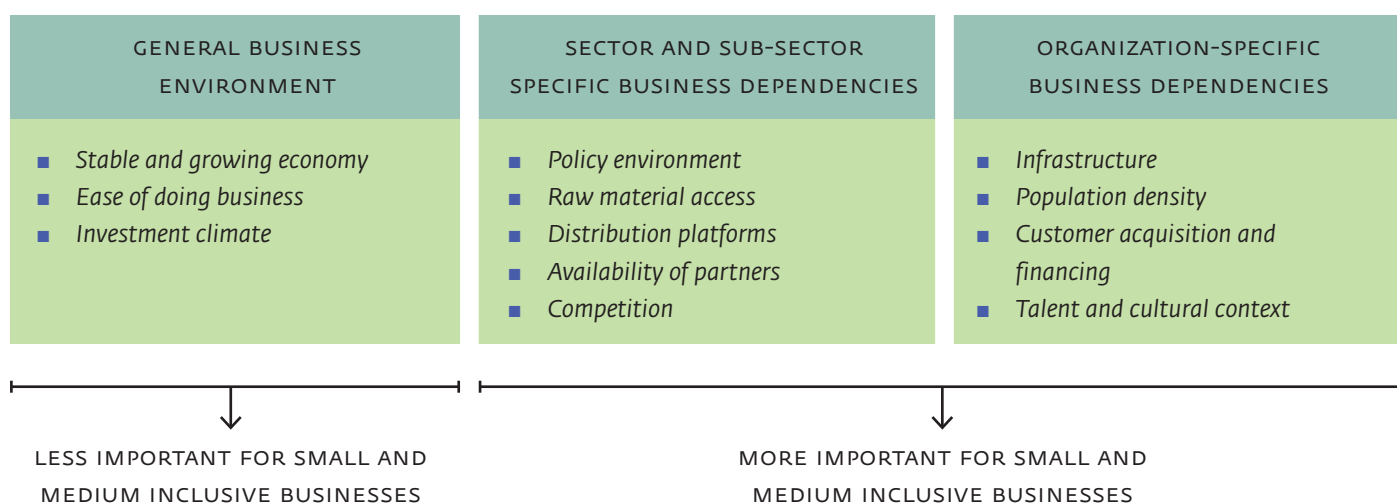 GENERAL BUSINESS
ENVIRONMENT
■ Stable and growing economy
■ Ease of doing business
■ Investment climate
SECTOR AND SUB-SECTOR
SPECIFIC BUSINESS DEPENDENCIES
■ Policy environment
■ Raw material access
■ Distribution platforms
■ Availability of partners
■ Competition
ORGANIZATION-SPECIFIC
BUSINESS DEPENDENCIES
■ Infrastructure
■ Population density
■ Customer acquisition and
financing
■ Talent and cultural context
LESS IMPORTANT FOR SMALL AND
MEDIUM INCLUSIVE BUSINESSES
MORE IMPORTANT FOR SMALL AND
MEDIUM INCLUSIVE BUSINESSES